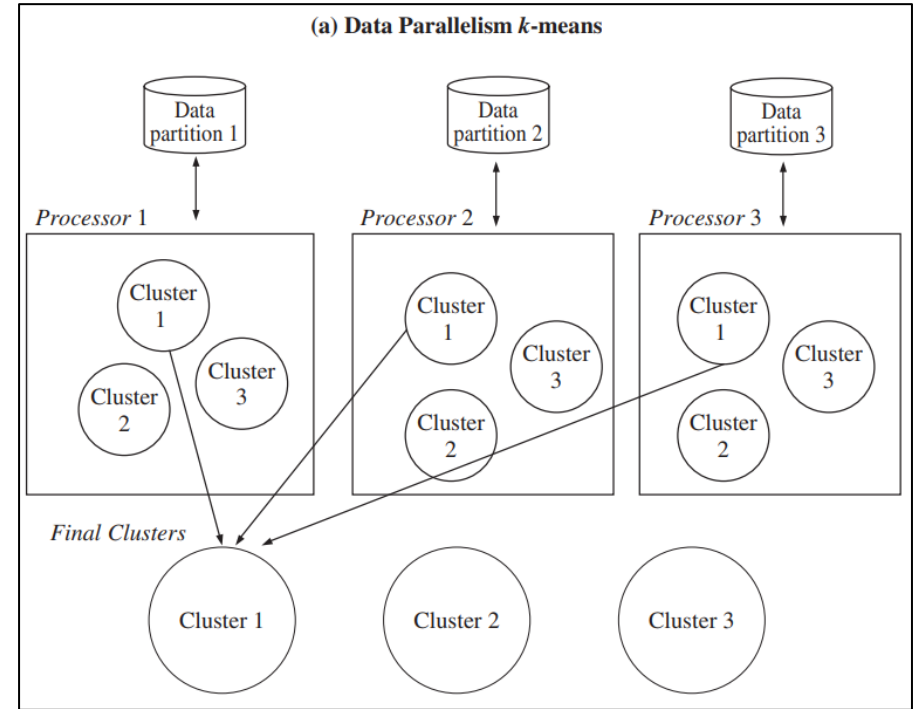 (a) Data Parallelism k-means
Data
partition 1
Data
partition 2
Data
partition 3
Processor 1
Processor 2
Processor 3
Cluster
1
Cluster
2
Cluster
3
Cluster
1
Cluster
3
Cluster
2
Cluster
1
Cluster
3
Cluster
2
Final Clusters
Cluster 1
Cluster 2
Cluster 3